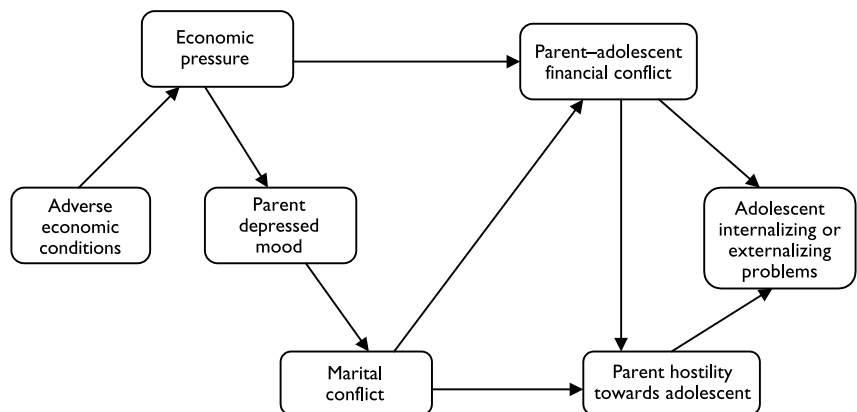 Economic
pressure
Parent–adolescent
financial conflict
Adverse
economic
conditions
Parent
depressed
mood
Adolescent
internalizing or
externalizing
problems
Marital
conflict
Parent hostility
towards adolescent